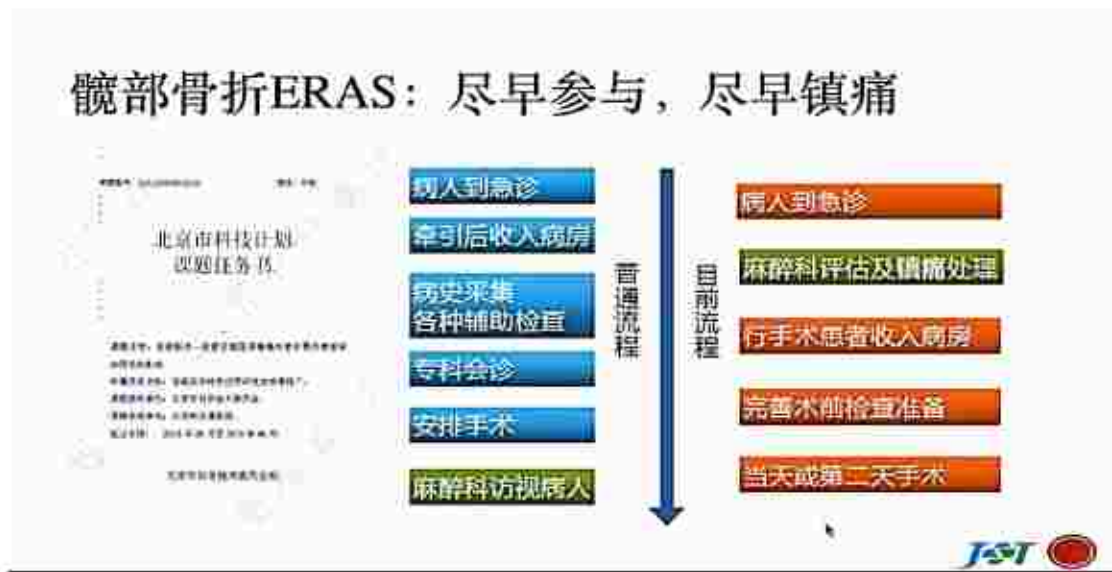 髋部骨折ERAS：尽早参与，尽早镇痛
北京市科技计划
课题任务书
病人到急诊
牵引后收入病房
病史采集
各种辅助检查
专科会诊
安排手术
麻醉科访视病人
普通流程
目前流程
病人到急诊
麻醉科评估及镇痛处理
行手术患者收入病房
完善术前检查准备
当天或第二天手术
JST